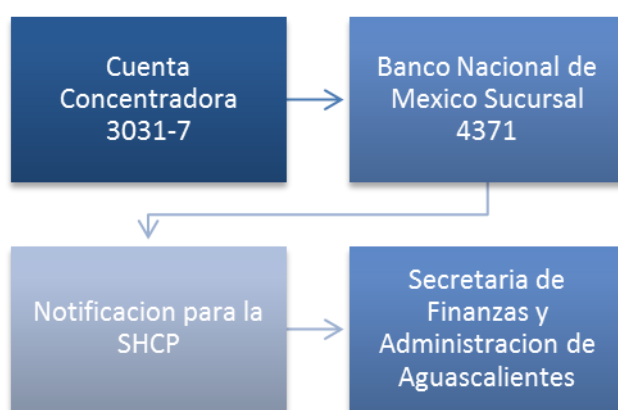 Cuenta
Concentradora
3031-7
Banco Nacional de
Mexico Sucursal
4371
Notificacion para la
SHCP
Secretaria de
Finanzas y
Administración de
Aguascalientes